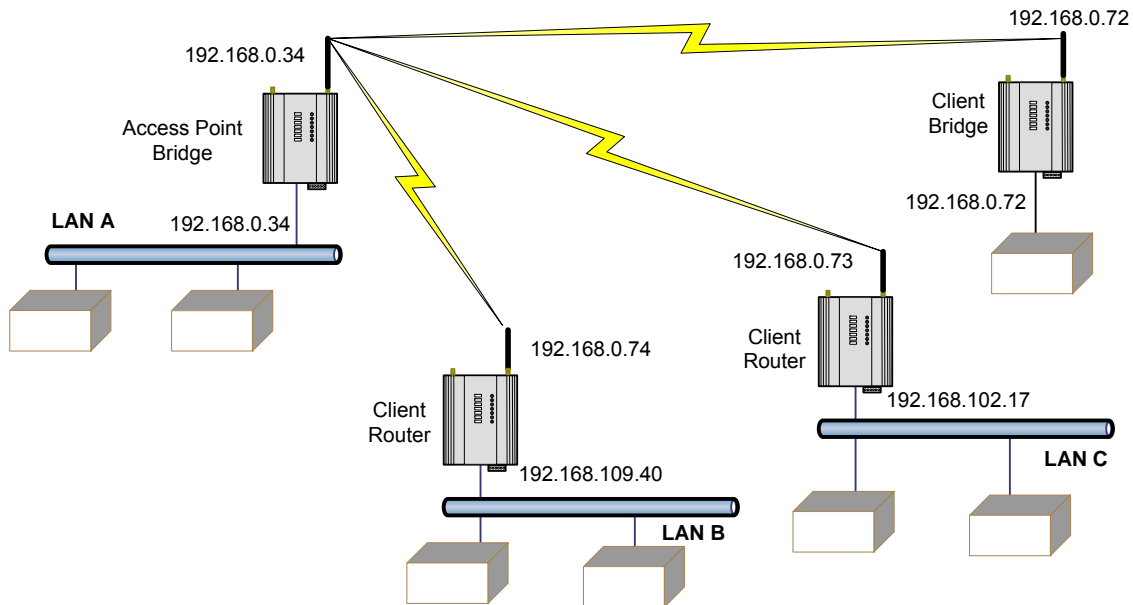 192.168.0.72
192.168.0.34
Client
Bridge
Access Point
Bridge
192.168.0.72
LAN A
192.168.0.34
192.168.0.73
Client
Router
192.168.0.74
192.168.102.17
Client
Router
LAN C
192.168.109.40
LAN B